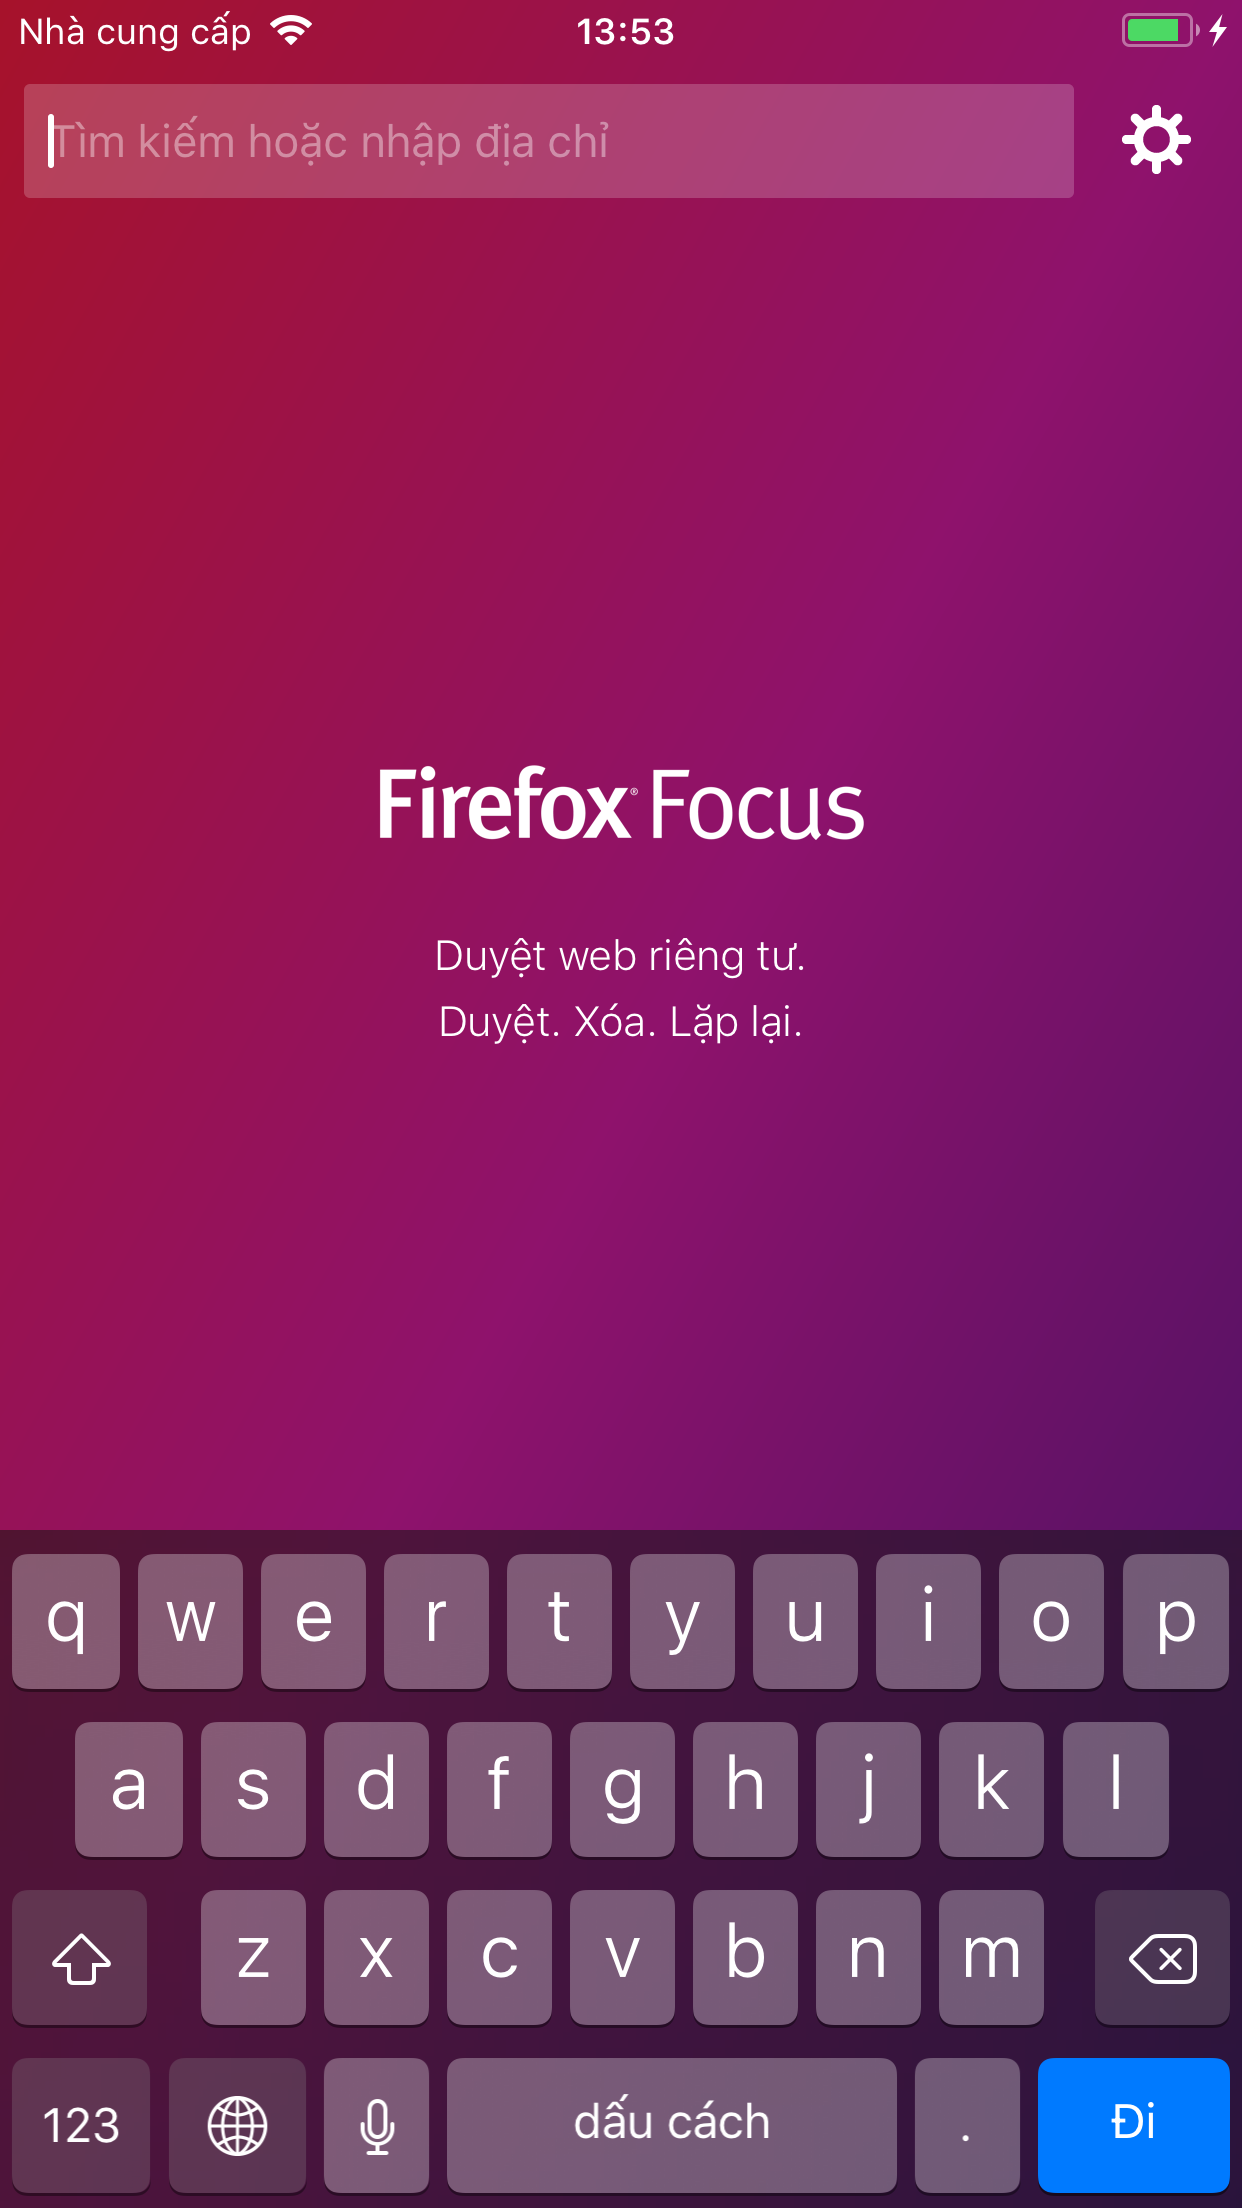 Nhà cung cấp 13:53
Tìm kiếm hoặc nhập địa chỉ
Firefox® Focus
Duyệt web riêng tư.
Duyệt. Xóa. Lặp lại.
q w e r t y u i o p
a s d f g h j k l
z x c v b n m
123 dấu cách . Đi